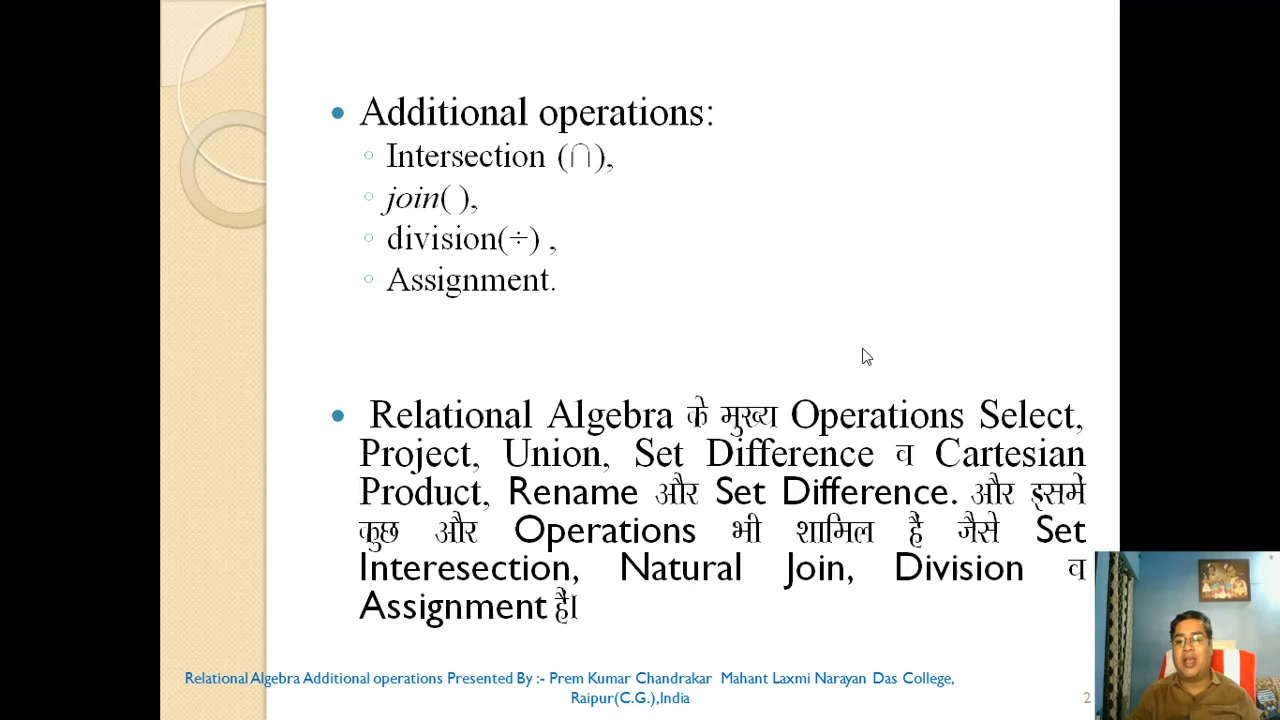 Additional operations:
Intersection (∩),
join( ),
division(÷) ,
Assignment.
Relational Algebra के मुख्य Operations Select,
Project, Union, Set Difference व Cartesian
Product, Rename और Set Difference. और इसमें
कुछ और Operations भी शामिल है जैसे Set
Interesection, Natural Join, Division व
Assignment है।
Relational Algebra Additional operations Presented By :- Prem Kumar Chandrakar Mahant Laxmi Narayan Das College,
Raipur(C.G.),India
2